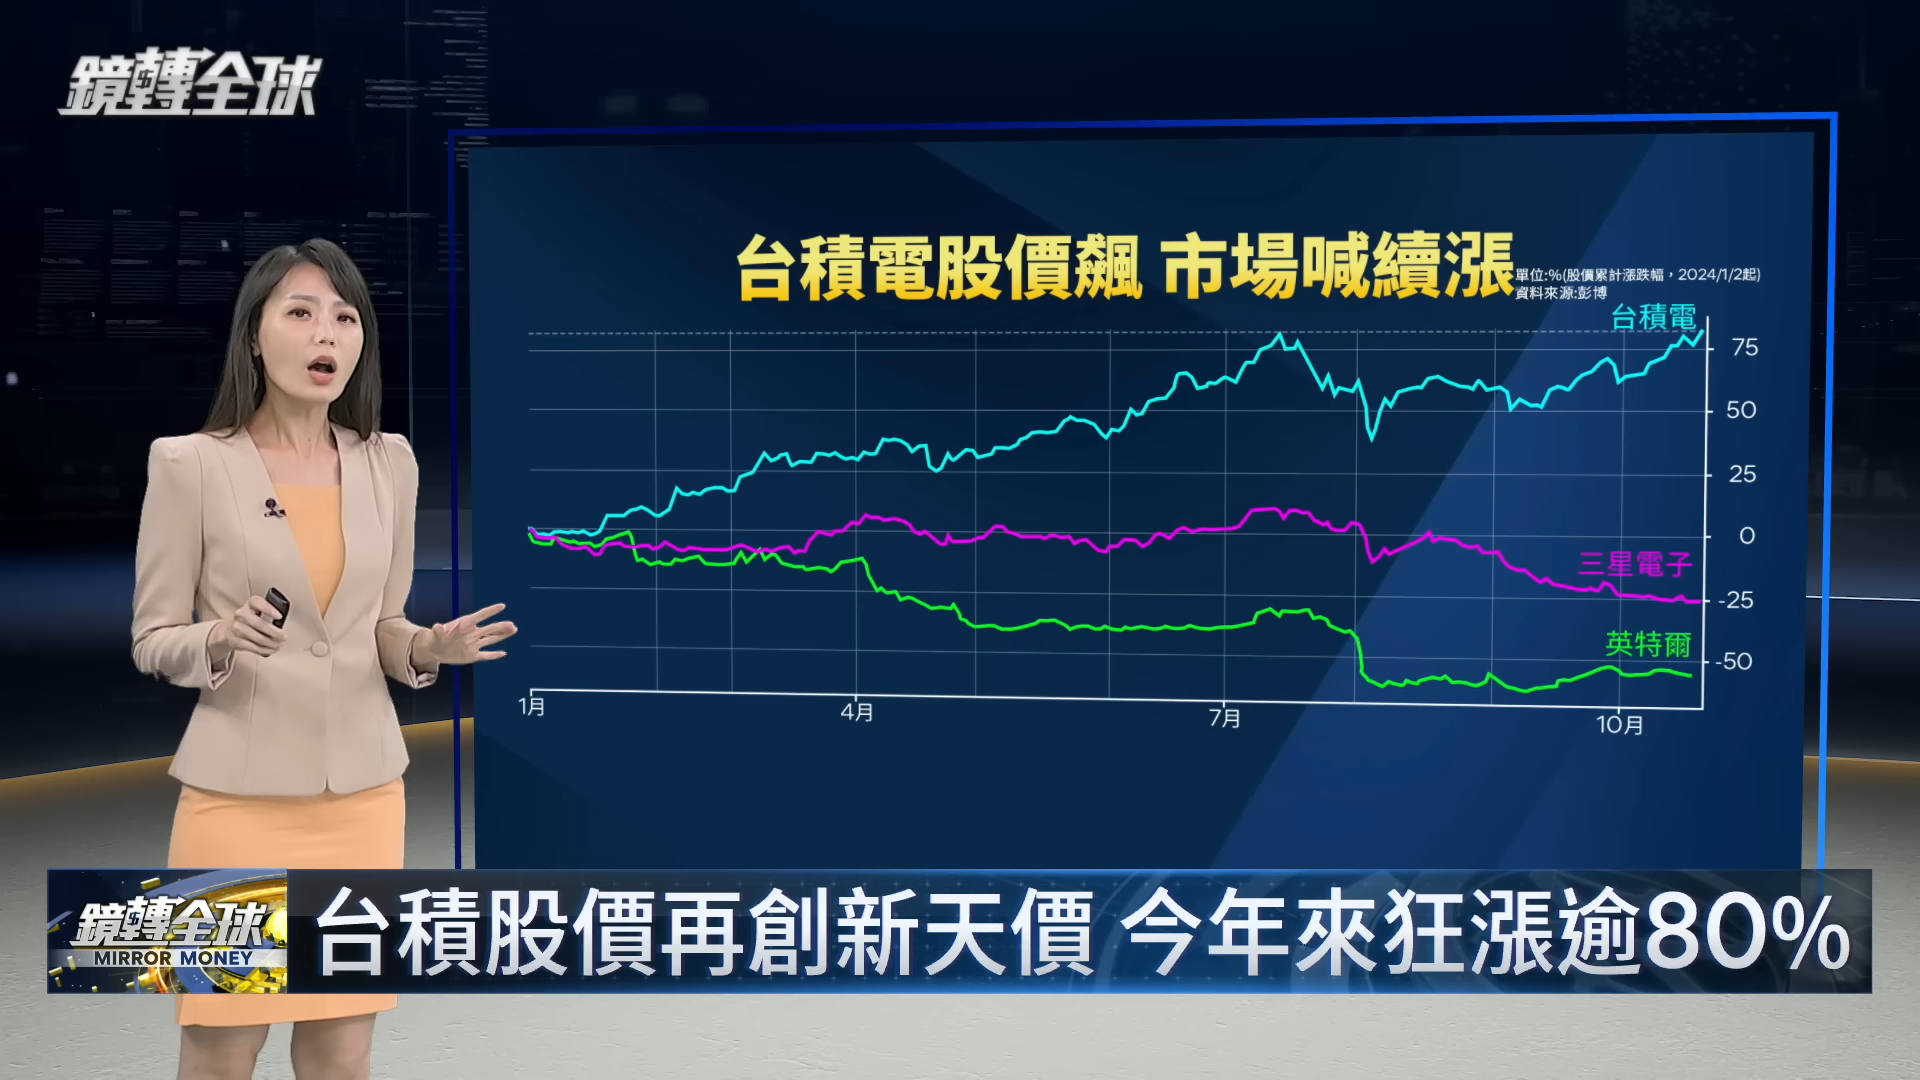 鏡轉全球
台積電股價飆 市場喊續漲
單位:%(股價累計漲跌幅,2024/1/2起)
資料來源:彭博
台積電
75
50
25
0
三星電子
-25
英特爾
-50
1月
4月
7月
10月
鏡轉全球
MIRROR MONEY
台積股價再創新天價 今年來狂漲逾80%